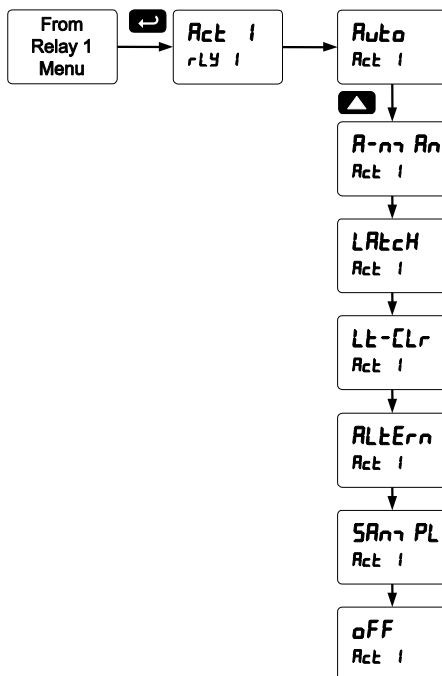 From
Relay 1
Menu
Act 1
rLY 1
Auto
Act 1
A-mAn
Act 1
LAtcH
Act 1
Lt-CLr
Act 1
ALtErn
Act 1
SAmPL
Act 1
oFF
Act 1